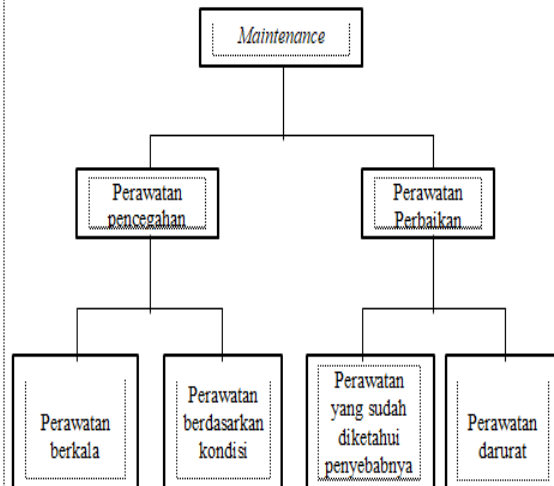 Maintenance
Perawatan
pencegahan
Perawatan
Perbaikan
Perawatan
berkala
Perawatan
berdasarkan
kondisi
Perawatan
yang sudah
diketahui
penyebabnya
Perawatan
darurat